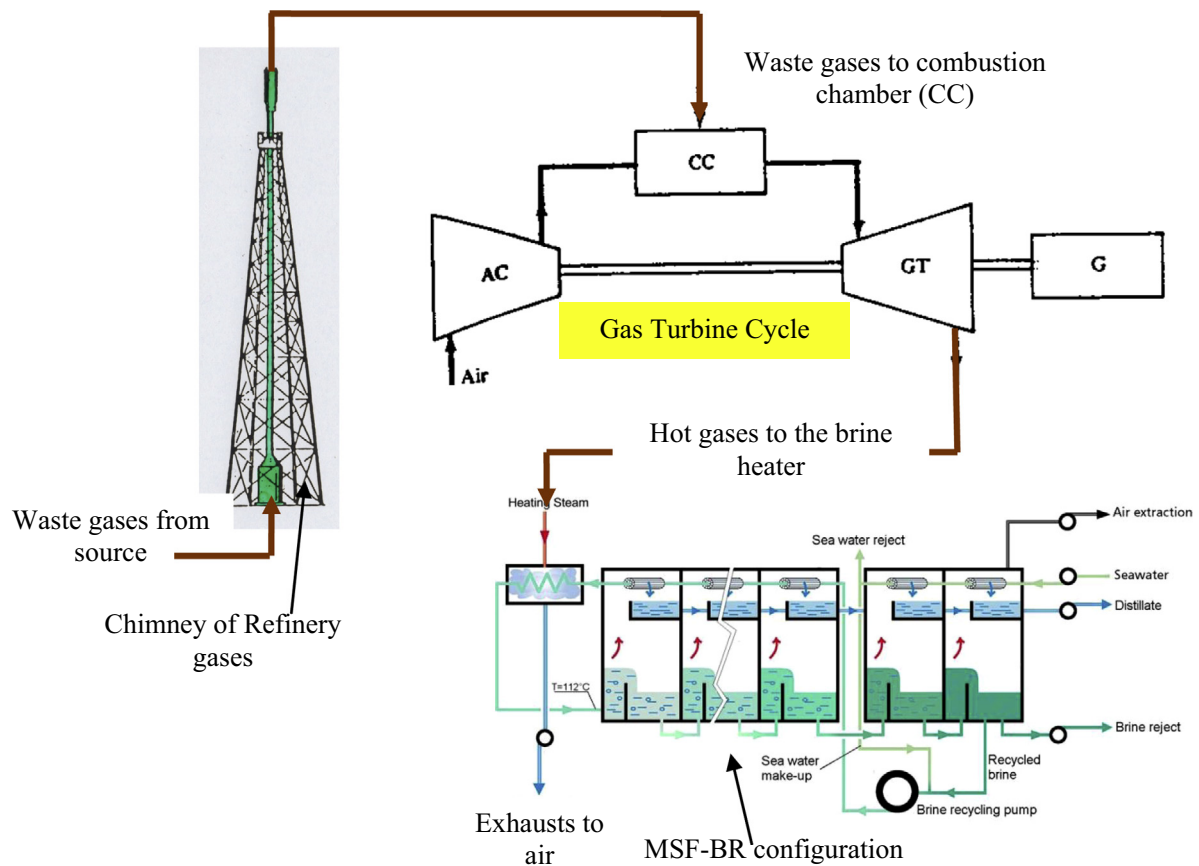 Waste gases to combustion
chamber (CC)
CC
AC
GT
G
Gas Turbine Cycle
Air
Hot gases to the brine
heater
Waste gases from
source
Chimney of Refinery
gases
Heating Steam
Sea water reject
Air extraction
Seawater
Distillate
T=112°C
Brine reject
Sea water
make-up
Recycled
brine
Brine recycling pump
Exhausts to
air
MSF-BR configuration